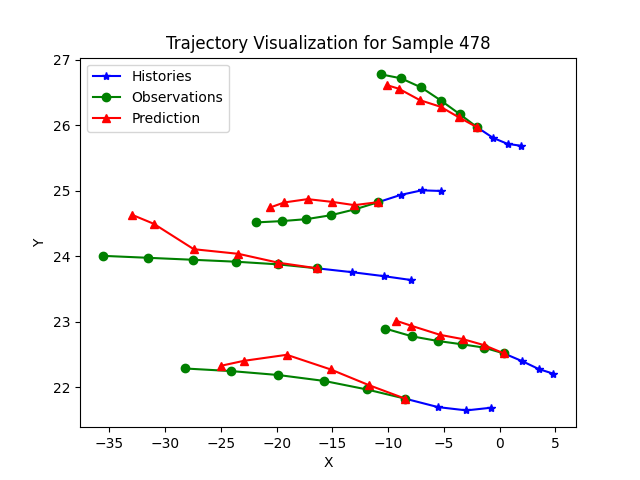 Trajectory Visualization for Sample 478
Histories
Observations
Prediction
27
26
25
24
23
22
Y
−35 −30 −25 −20 −15 −10 −5 0 5
X